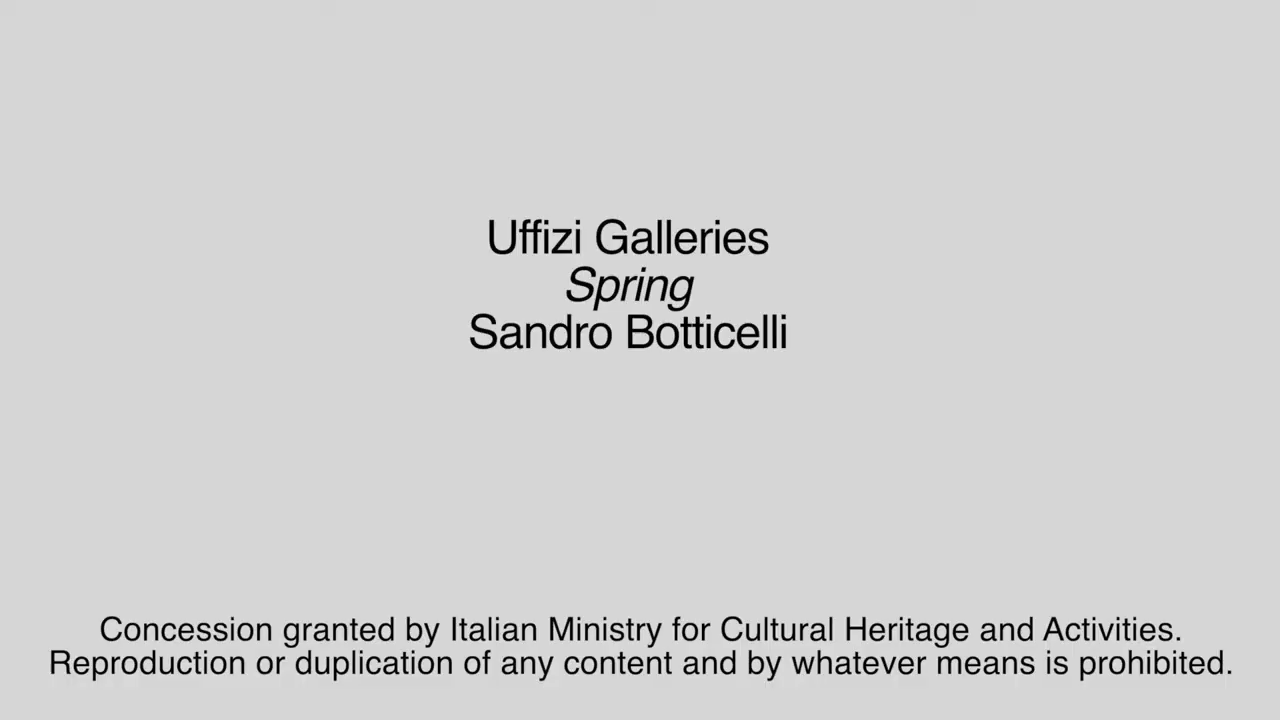 Uffizi Galleries
Spring
Sandro Botticelli
Concession granted by Italian Ministry for Cultural Heritage and Activities.
Reproduction or duplication of any content and by whatever means is prohibited.